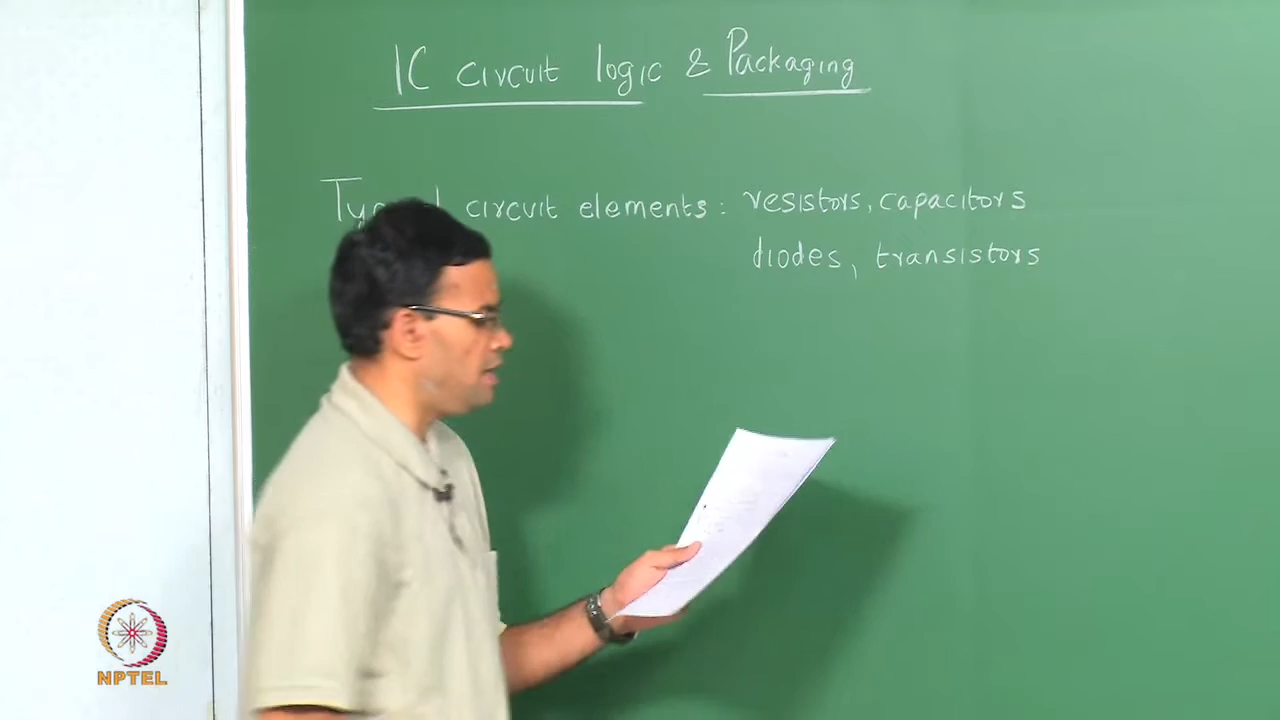 IC circuit logic & Packaging
circuit elements: resistors, capacitors
diodes, transistors
NPTEL